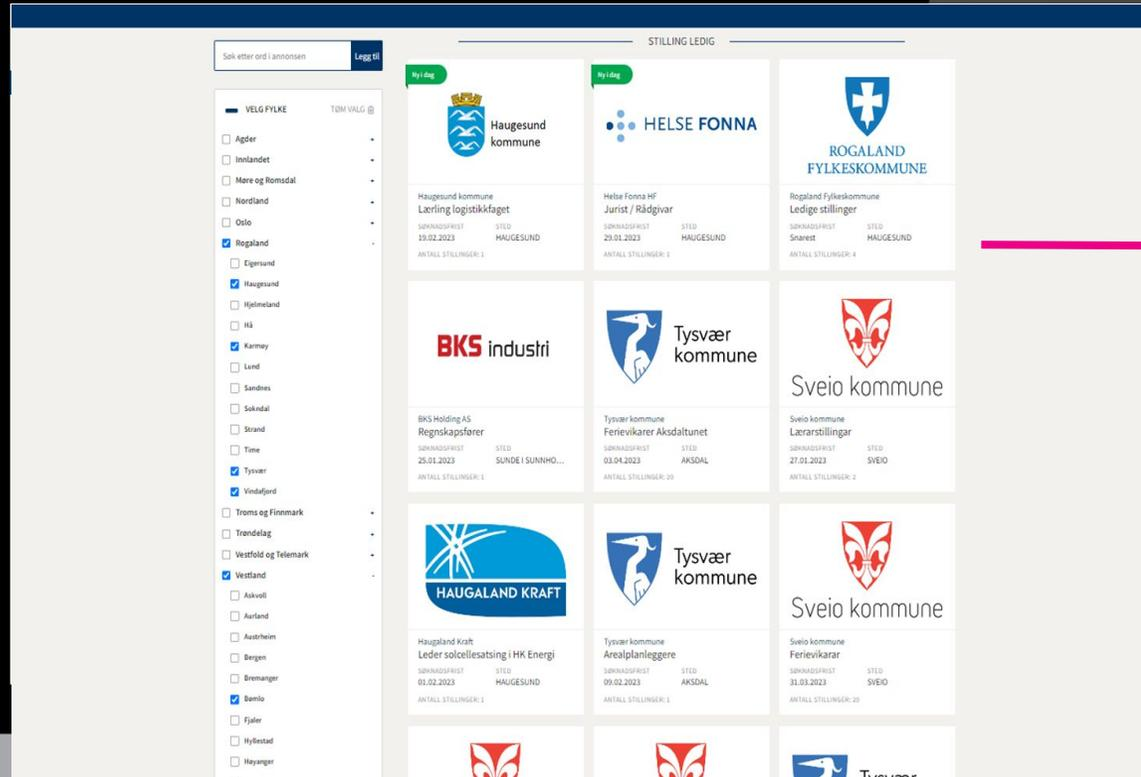 Søk etter ord i annonsen
Legg til
VELG FYLKE
TØM VALG
Agder
Innlandet
Møre og Romsdal
Nordland
Oslo
Rogaland
Eigersund
Haugesund
Hjelmeland
Hå
Karmøy
Lund
Sandnes
Sokndal
Strand
Time
Tysvær
Vindafjord
Troms og Finnmark
Trøndelag
Vestfold og Telemark
Vestland
Askvoll
Aurland
Austrheim
Bergen
Bremanger
Bømlo
Fjaler
Hyllestad
Høyanger
STILLING LEDIG
Ny i dag
Haugesund
kommune
Haugesund kommune
Lærling logistikkfaget
SØKNADSFRIST STED
19.02.2023 HAUGESUND
ANTALL STILLINGER: 1
Ny i dag
HELSE FONNA
Helse Fonna HF
Jurist / Rådgivar
SØKNADSFRIST STED
29.01.2023 HAUGESUND
ANTALL STILLINGER: 1
ROGALAND
FYLKESKOMMUNE
Rogaland Fylkeskommune
Ledige stillinger
SØKNADSFRIST STED
Snarest HAUGESUND
ANTALL STILLINGER: 4
BKS industri
BKS Holding AS
Regnskapsfører
SØKNADSFRIST STED
25.01.2023 SUNDE I SUNNHO...
ANTALL STILLINGER: 1
Tysvær
kommune
Tysvær kommune
Ferievikarer Aksdaltunet
SØKNADSFRIST STED
03.04.2023 AKSDAL
ANTALL STILLINGER: 20
Sveio kommune
Sveio kommune
Lærarstillingar
SØKNADSFRIST STED
27.01.2023 SVEIO
ANTALL STILLINGER: 2
HAUGALAND KRAFT
Haugaland Kraft
Leder solcellesatsing i HK Energi
SØKNADSFRIST STED
01.02.2023 HAUGESUND
ANTALL STILLINGER: 1
Tysvær
kommune
Tysvær kommune
Arealplanleggere
SØKNADSFRIST STED
09.02.2023 AKSDAL
ANTALL STILLINGER: 1
Sveio kommune
Sveio kommune
Ferievikarar
SØKNADSFRIST STED
31.03.2023 SVEIO
ANTALL STILLINGER: 20
Tysvær